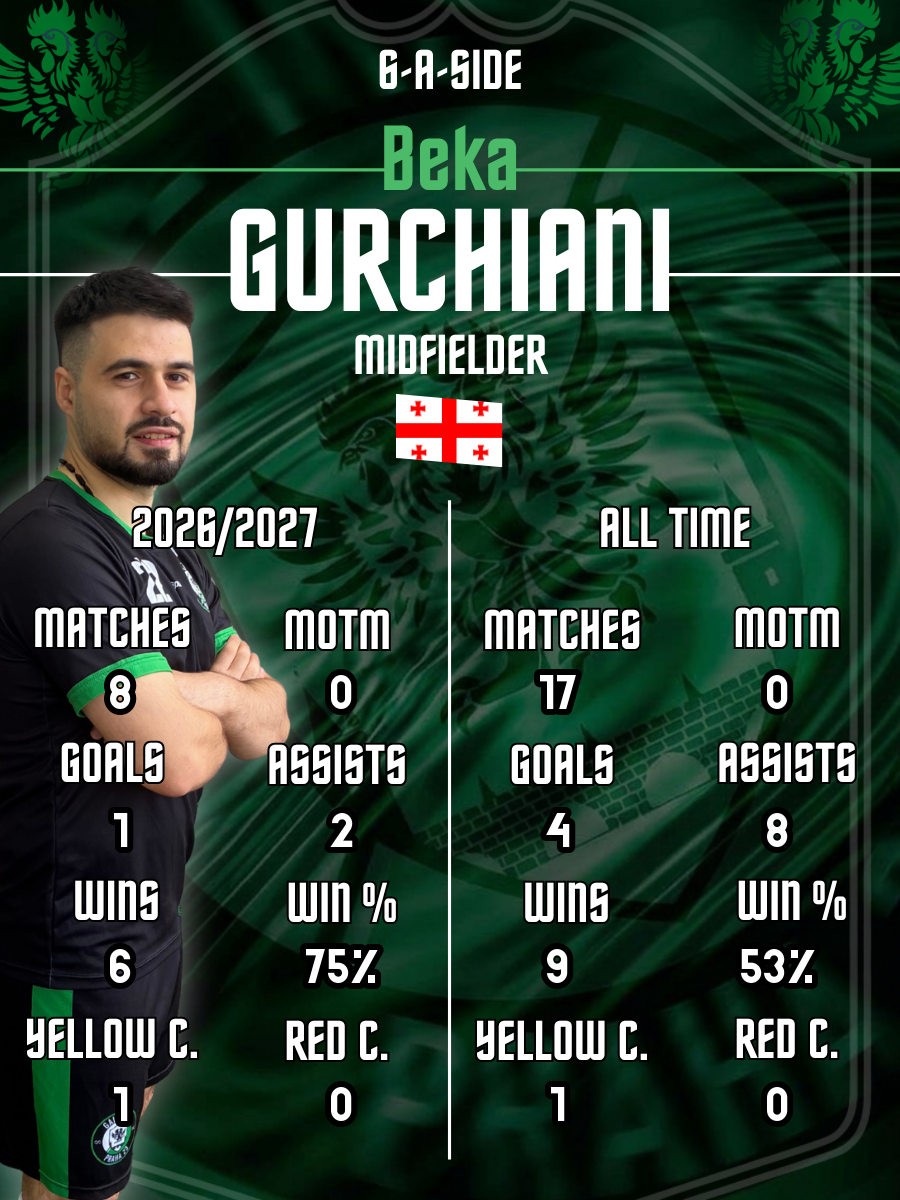 6-A-SIDE
Beka
GURCHIANI
MIDFIELDER
2026/2027
ALL TIME
MATCHES MOTM MATCHES MOTM
8 0 17 0
GOALS ASSISTS GOALS ASSISTS
1 2 4 8
WINS WIN % WINS WIN %
6 75% 9 53%
YELLOW C. RED C. YELLOW C. RED C.
1 0 1 0